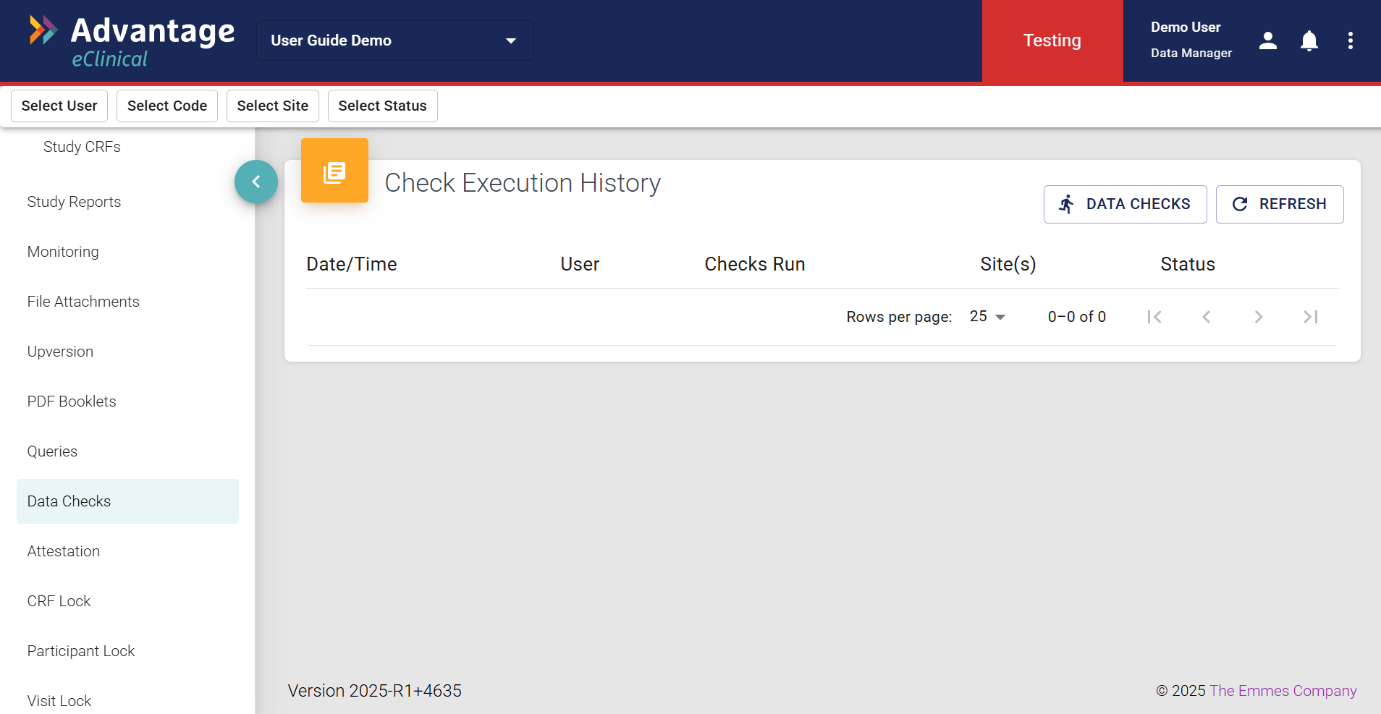 Advantage
eClinical
User Guide Demo
Testing
Demo User
Data Manager
Select User
Select Code
Select Site
Select Status
Study CRFs
Study Reports
Monitoring
File Attachments
Upversion
PDF Booklets
Queries
Data Checks
Attestation
CRF Lock
Participant Lock
Visit Lock
Check Execution History
DATA CHECKS
REFRESH
Date/Time User Checks Run Site(s) Status
Rows per page: 25 0–0 of 0
Version 2025-R1+4635
© 2025 The Emmes Company